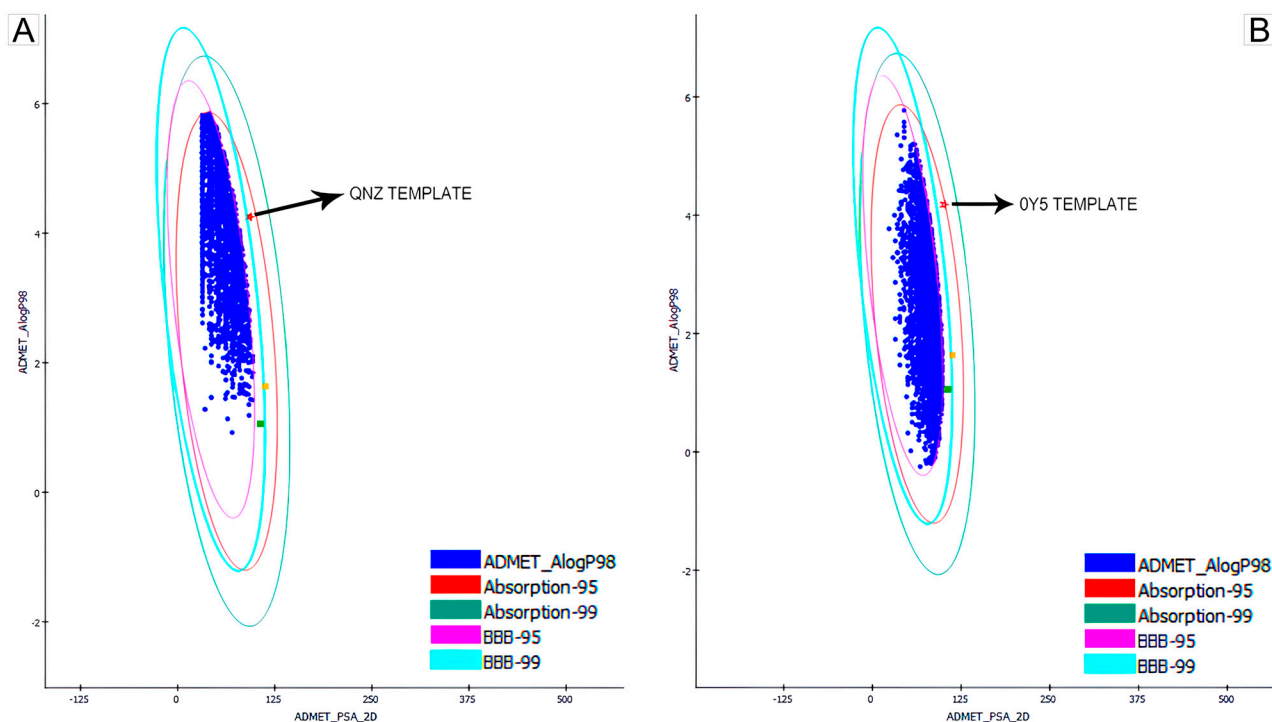 A
B
6
4
2
0
-2
ADMET_AlogP98
QNZ TEMPLATE
ADMET_AlogP98
Absorption-95
Absorption-99
BBB-95
BBB-99
-125
0
125
250
375
500
ADMET_PSA_2D
6
4
2
0
-2
ADMET_AlogP98
0Y5 TEMPLATE
ADMET_AlogP98
Absorption-95
Absorption-99
BBB-95
BBB-99
-125
0
125
250
375
500
ADMET_PSA_2D